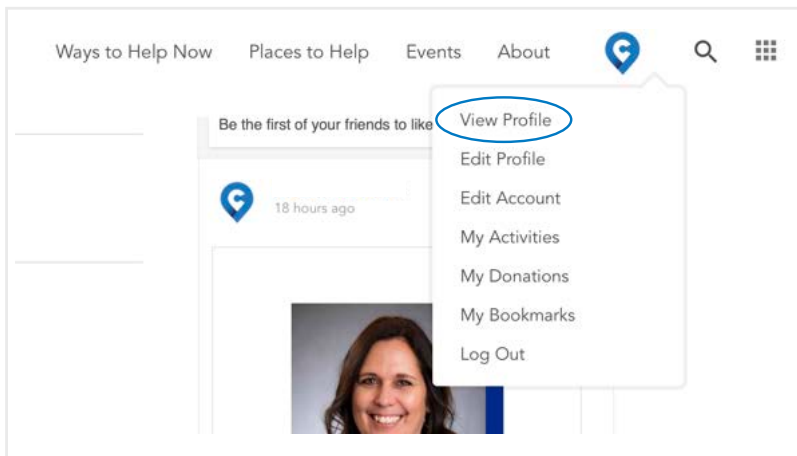 Ways to Help Now Places to Help Events About
Be the first of your friends to like
18 hours ago
View Profile
Edit Profile
Edit Account
My Activities
My Donations
My Bookmarks
Log Out